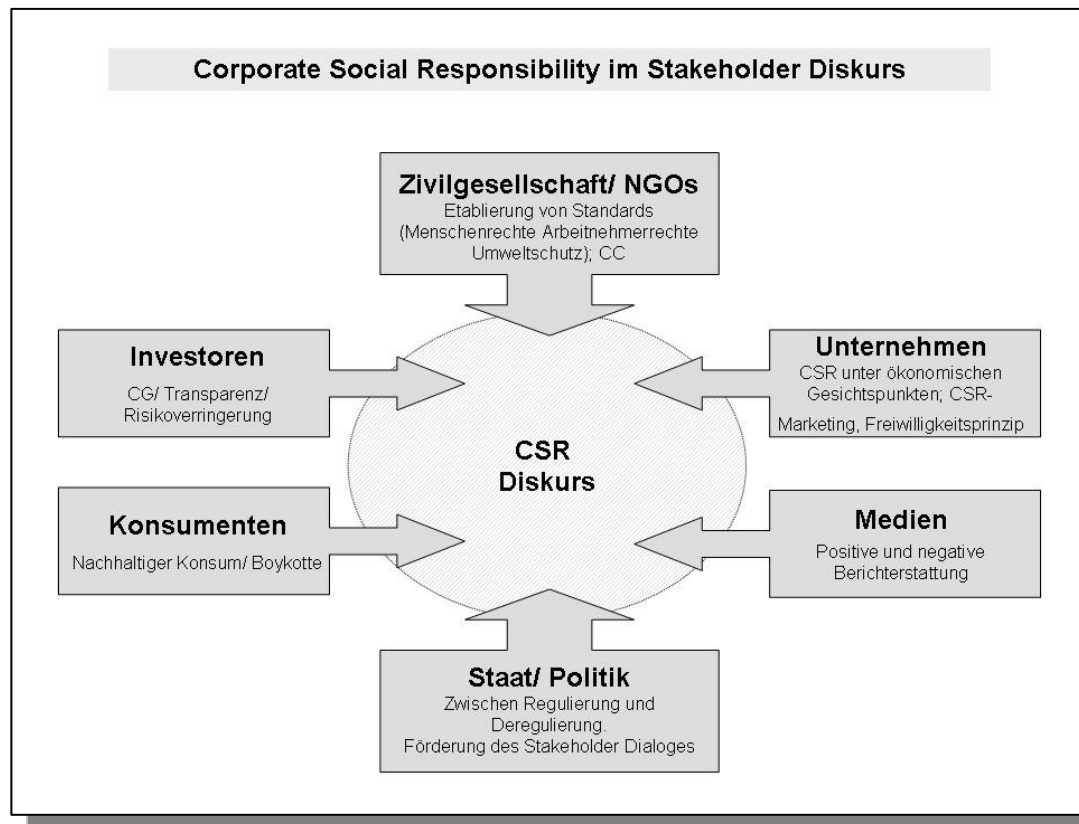 Corporate Social Responsibility im Stakeholder Diskurs
Zivilgesellschaft/ NGOs
Etablierung von Standards
(Menschenrechte Arbeitnehmerrechte
Umweltschutz); CC
Investoren
CG/ Transparenz/
Risikoverringerung
Unternehmen
CSR unter ökonomischen
Gesichtspunkten; CSR-
Marketing, Freiwilligkeitsprinzip
CSR
Diskurs
Konsumenten
Nachhaltiger Konsum/ Boykotte
Medien
Positive und negative
Berichterstattung
Staat/ Politik
Zwischen Regulierung und
Deregulierung.
Förderung des Stakeholder Dialoges